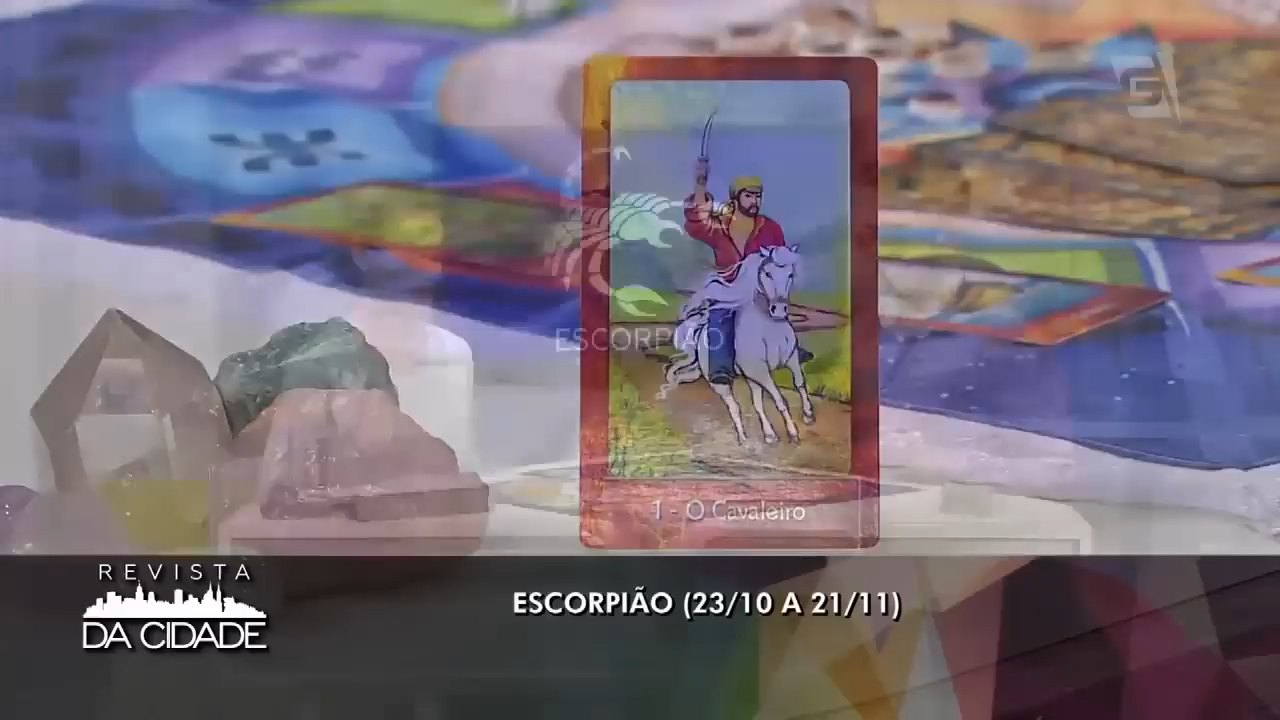 ESCORPIÃO
1 - O Cavaleiro
REVISTA
DA CIDADE
ESCORPIÃO (23/10 A 21/11)